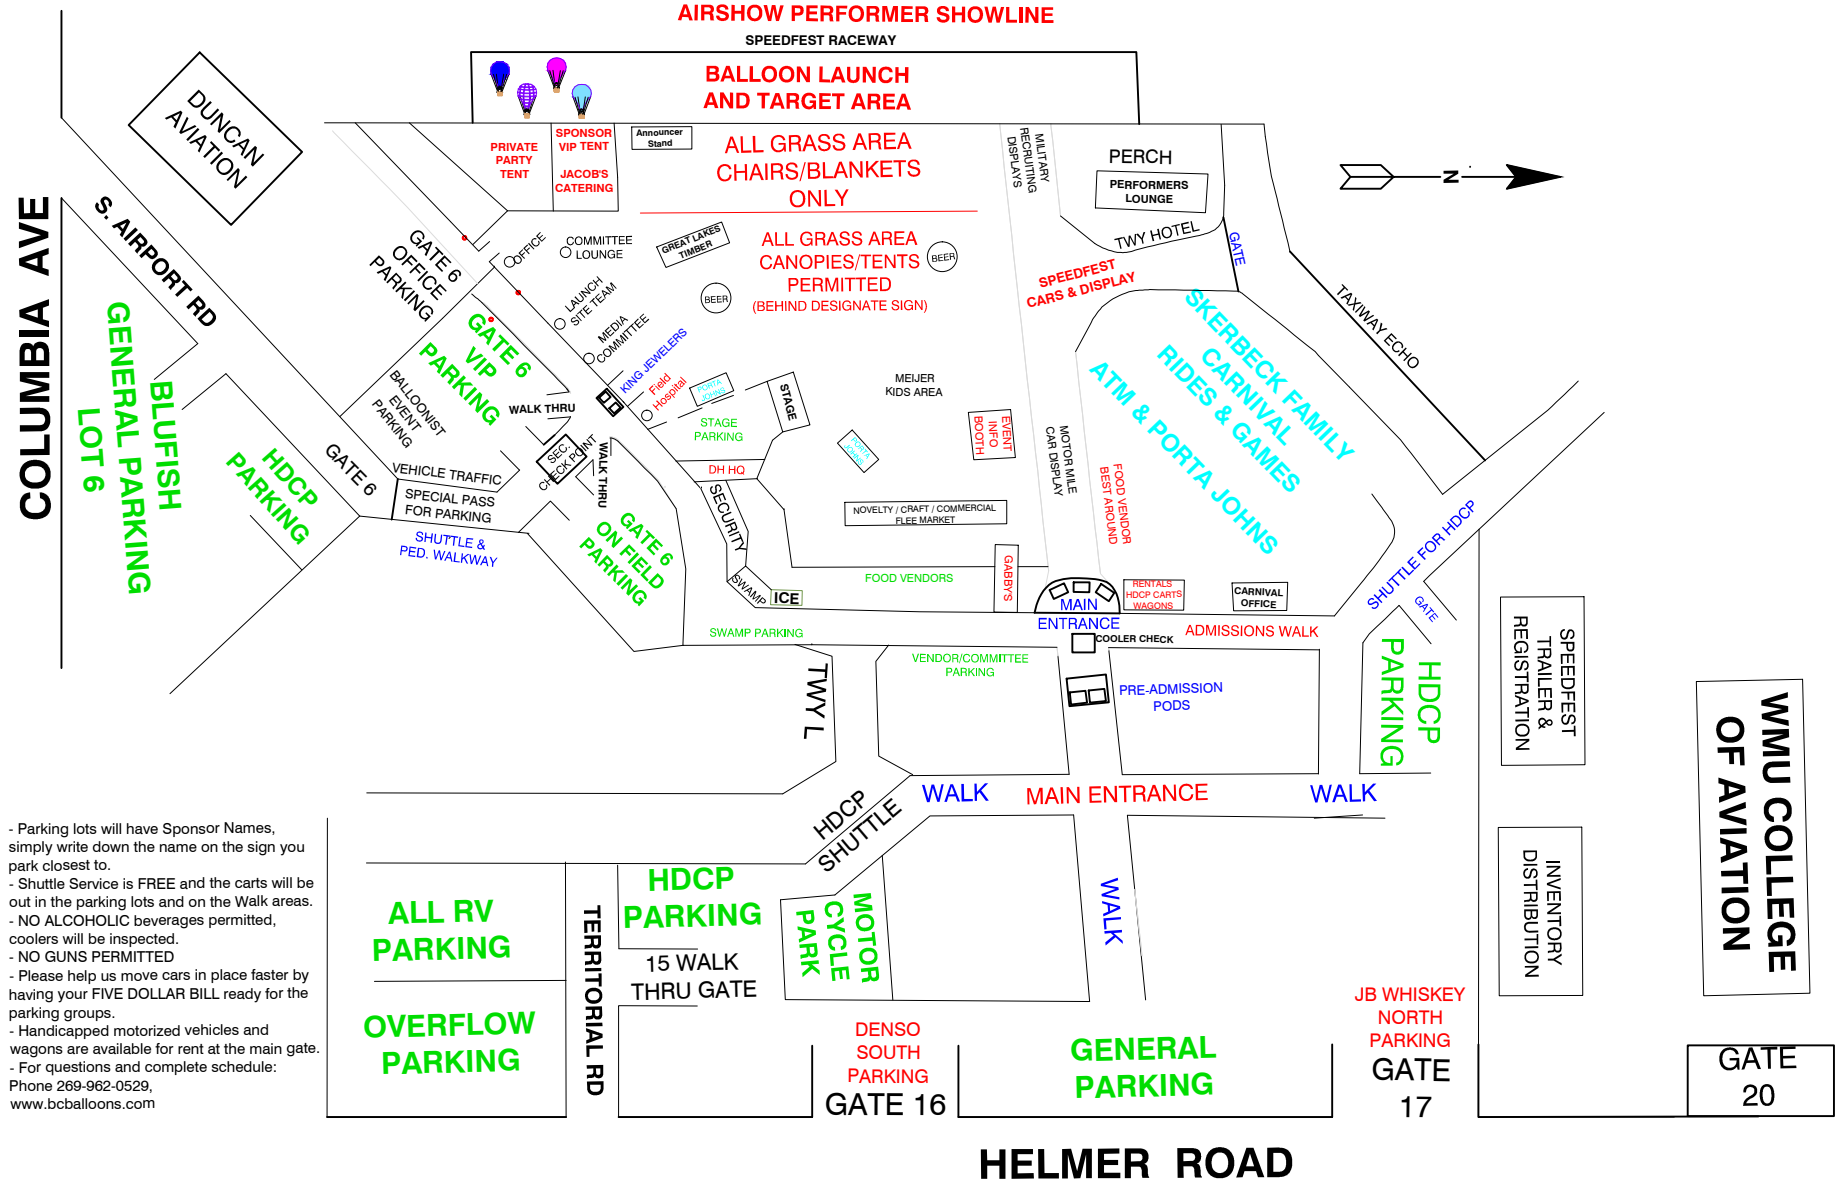 AIRSHOW PERFORMER SHOWLINE
SPEEDFEST RACEWAY
BALLOON LAUNCH
AND TARGET AREA
DUNCAN
AVIATION
COLUMBIA AVE
S. AIRPORT RD
PRIVATE
PARTY
TENT
SPONSOR
VIP TENT
JACOB'S
CATERING
Announcer
Stand
ALL GRASS AREA
CHAIRS/BLANKETS
ONLY
MILITARY
RECRUITING
DISPLAYS
PERCH
PERFORMERS
LOUNGE
TWY HOTEL
GATE
N
GATE 6
OFFICE
PARKING
OFFICE
COMMITTEE
LOUNGE
GREAT LAKES
TIMBER
ALL GRASS AREA
CANOPIES/TENTS
PERMITTED
(BEHIND DESIGNATE SIGN)
BEER
BEER
SPEEDFEST
CARS & DISPLAY
TAXIWAY ECHO
SKERBECK FAMILY
CARNIVAL
RIDES & GAMES
ATM & PORTA JOHNS
LAUNCH
SITE TEAM
MEDIA
COMMITTEE
KING JEWELERS
Field
Hospital
PORTA
JOHNS
STAGE
STAGE
PARKING
MEIJER
KIDS AREA
EVENT
INFO
BOOTH
MOTOR MILE
CAR DISPLAY
FOOD VENDOR
BEST AROUND
PORTA
JOHNS
GATE 6
VIP
PARKING
WALK THRU
BALLOONIST
EVENT
PARKING
SEC.
CHECK POINT
WALK THRU
BLUFISH
GENERAL PARKING
LOT 6
HDCP
PARKING
GATE 6
VEHICLE TRAFFIC
SPECIAL PASS
FOR PARKING
SHUTTLE &
PED. WALKWAY
GATE 6
ON FIELD
PARKING
DH HQ
SECURITY
SWAMP
ICE
NOVELTY / CRAFT / COMMERCIAL
FLEE MARKET
FOOD VENDORS
GABBY'S
MAIN
ENTRANCE
RENTALS
HDCP CARTS
WAGONS
CARNIVAL
OFFICE
SHUTTLE FOR HDCP
GATE
SWAMP PARKING
COOLER CHECK
ADMISSIONS WALK
VENDOR/COMMITTEE
PARKING
PRE-ADMISSION
PODS
HDCP
PARKING
SPEEDFEST
TRAILER &
REGISTRATION
WMU COLLEGE
OF AVIATION
TWY L
WALK
MAIN ENTRANCE
WALK
HDCP
SHUTTLE
WALK
INVENTORY
DISTRIBUTION
- Parking lots will have Sponsor Names,
simply write down the name on the sign you
park closest to.
- Shuttle Service is FREE and the carts will be
out in the parking lots and on the Walk areas.
- NO ALCOHOLIC beverages permitted,
coolers will be inspected.
- NO GUNS PERMITTED
- Please help us move cars in place faster by
having your FIVE DOLLAR BILL ready for the
parking groups.
- Handicapped motorized vehicles and
wagons are available for rent at the main gate.
- For questions and complete schedule:
Phone 269-962-0529,
www.bcballoons.com
ALL RV
PARKING
OVERFLOW
PARKING
TERRITORIAL RD
HDCP
PARKING
15 WALK
THRU GATE
MOTOR
CYCLE
PARK
DENSO
SOUTH
PARKING
GATE 16
GENERAL
PARKING
JB WHISKEY
NORTH
PARKING
GATE
17
GATE
20
HELMER ROAD